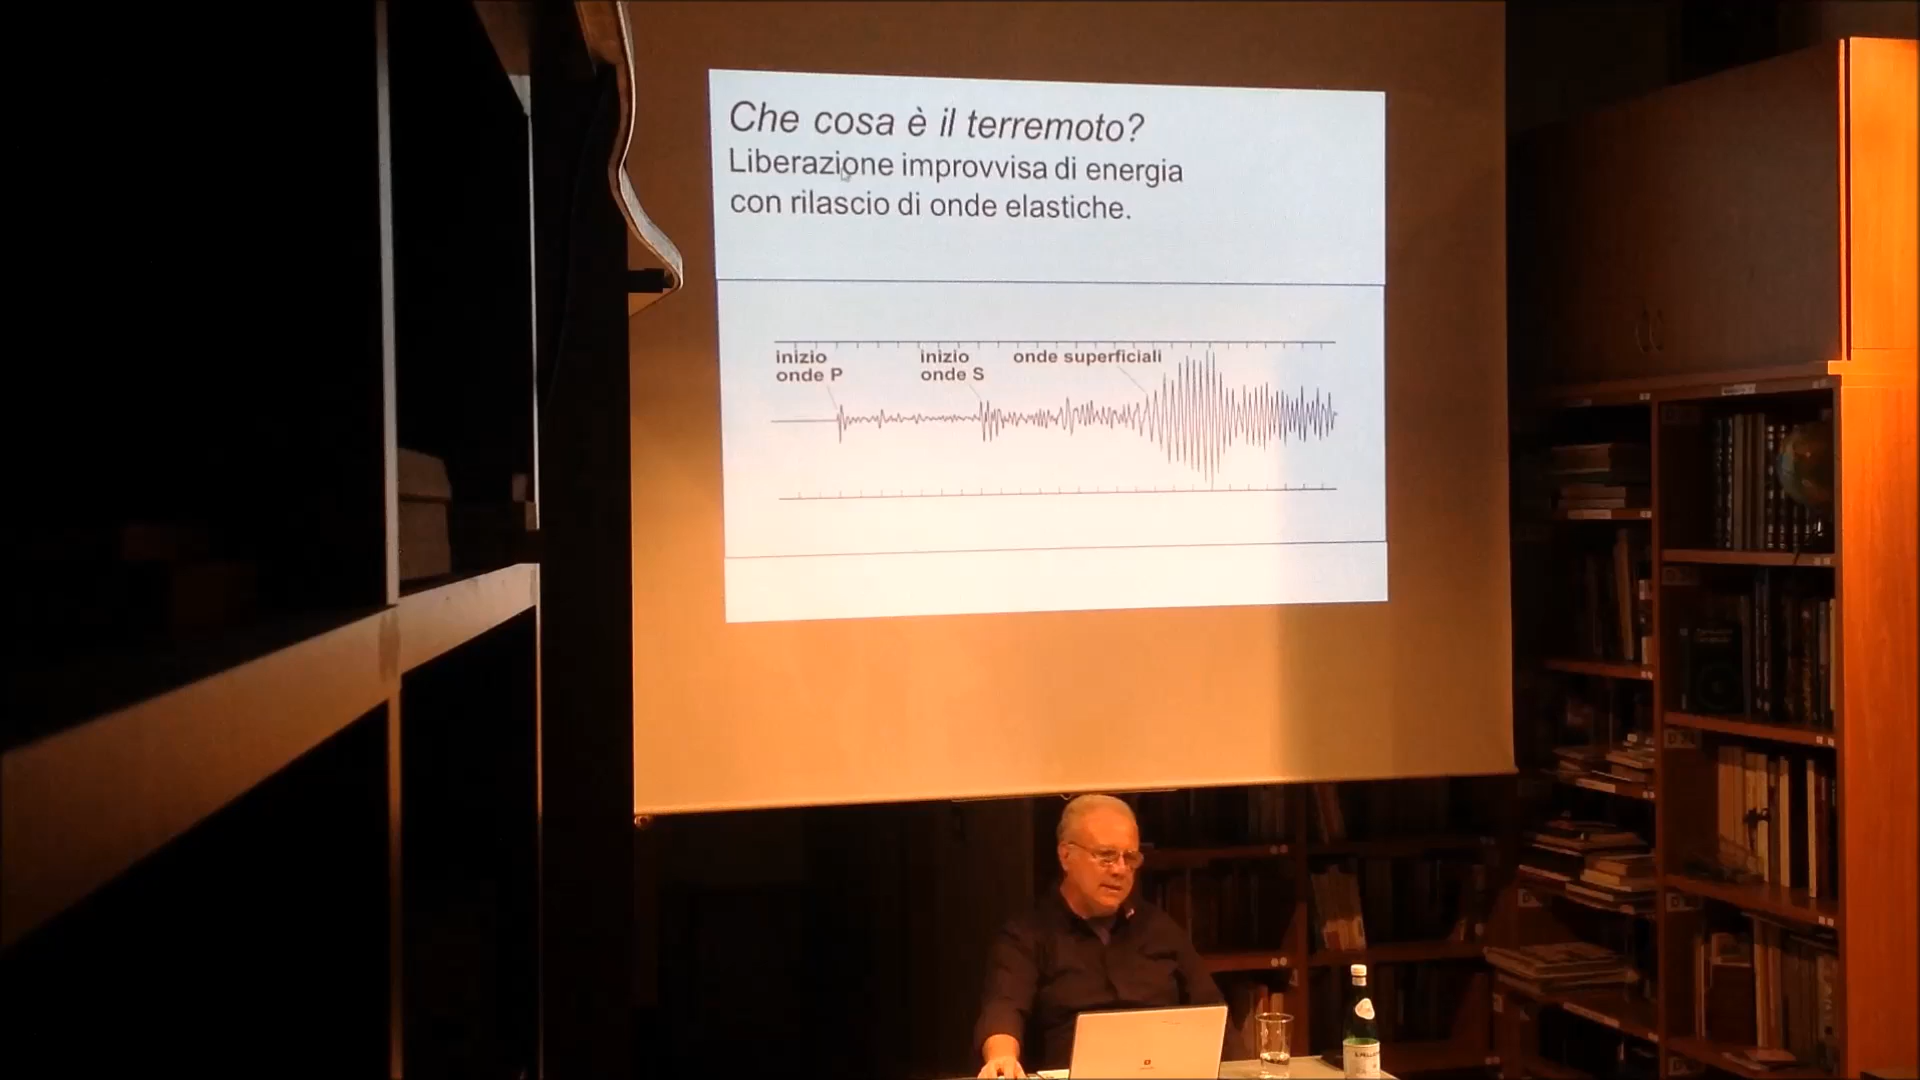 Che cosa è il terremoto?
Liberazione improvvisa di energia
con rilascio di onde elastiche.
inizio
onde P
inizio
onde S
onde superficiali